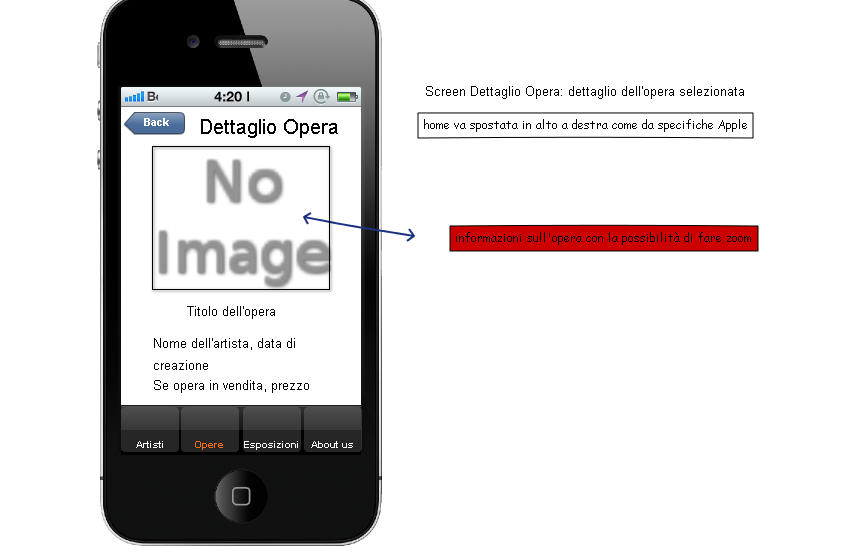 4:20
Back
Dettaglio Opera
No
Image
Titolo dell'opera
Nome dell'artista, data di
creazione
Se opera in vendita, prezzo
Artisti
Opere
Esposizioni
About us
Screen Dettaglio Opera: dettaglio dell'opera selezionata
home va spostata in alto a destra come da specifiche Apple
informazioni sull'opera con la possibilità di fare zoom